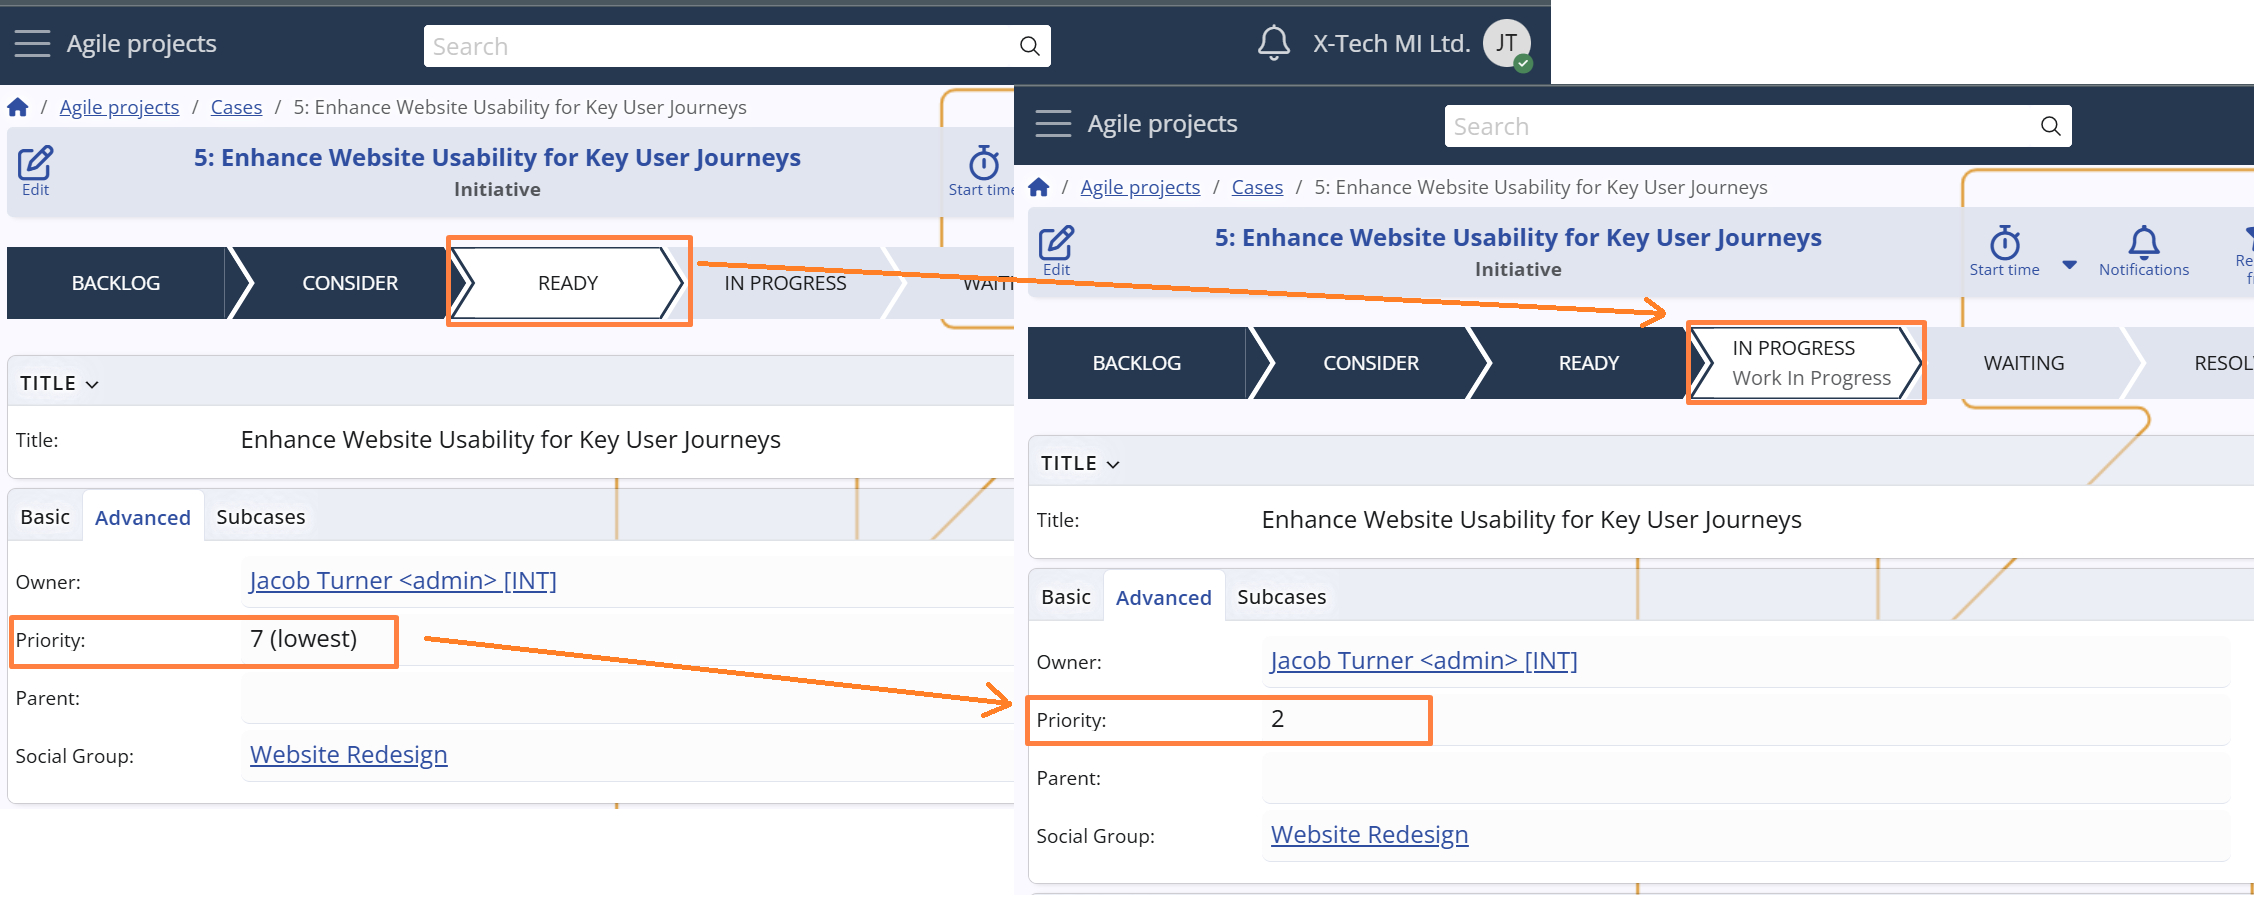 Agile projects
Search
X-Tech MI Ltd.
JT
/ Agile projects / Cases / 5: Enhance Website Usability for Key User Journeys
Edit
5: Enhance Website Usability for Key User Journeys
Initiative
Start time
BACKLOG
CONSIDER
READY
IN PROGRESS
TITLE
Title:
Enhance Website Usability for Key User Journeys
Basic
Advanced
Subcases
Owner:
Jacob Turner <admin> [INT]
Priority:
7 (lowest)
Parent:
Social Group:
Website Redesign
Agile projects
Search
/ Agile projects / Cases / 5: Enhance Website Usability for Key User Journeys
Edit
5: Enhance Website Usability for Key User Journeys
Initiative
Start time
Notifications
BACKLOG
CONSIDER
READY
IN PROGRESS
Work In Progress
WAITING
RESOL
TITLE
Title:
Enhance Website Usability for Key User Journeys
Basic
Advanced
Subcases
Owner:
Jacob Turner <admin> [INT]
Priority:
2
Parent:
Social Group:
Website Redesign